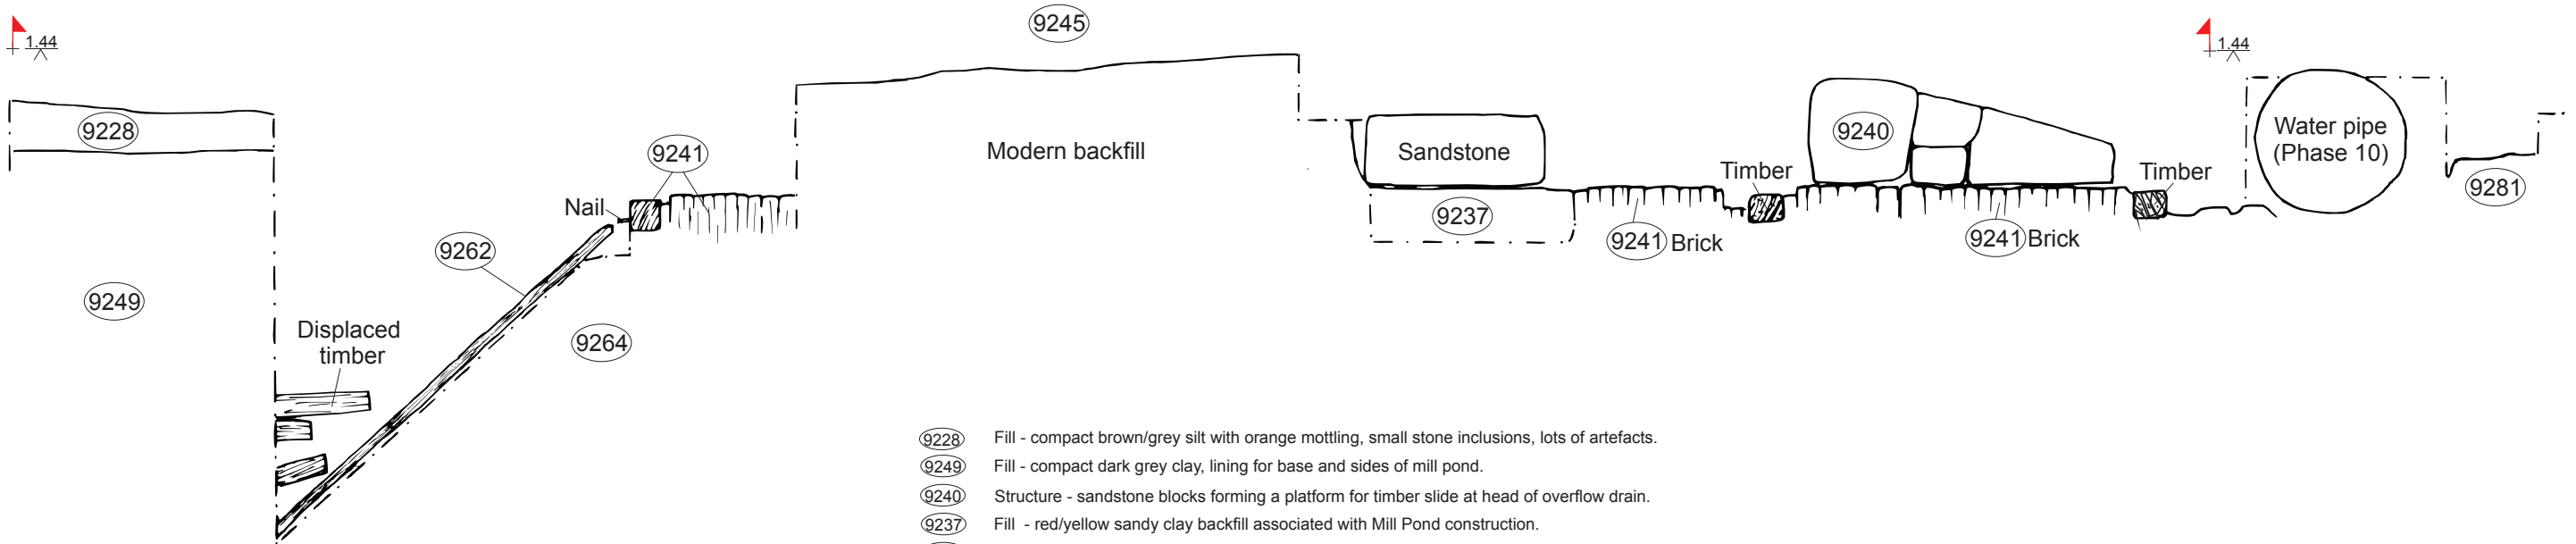 9245
1.44
1.44
9228
9241
Modern backfill
Sandstone
9240
Water pipe
(Phase 10)
Timber
Timber
9281
Nail
9237
9262
9241 Brick
9241 Brick
9249
Displaced
timber
9264
9228 Fill - compact brown/grey silt with orange mottling, small stone inclusions, lots of artefacts.
9249 Fill - compact dark grey clay, lining for base and sides of mill pond.
9240 Structure - sandstone blocks forming a platform for timber slide at head of overflow drain.
9237 Fill - red/yellow sandy clay backfill associated with Mill Pond construction.